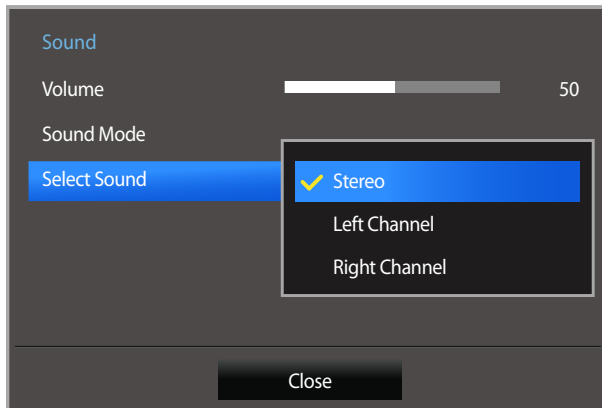 Sound
Volume 50
Sound Mode
Select Sound
Stereo
Left Channel
Right Channel
Close